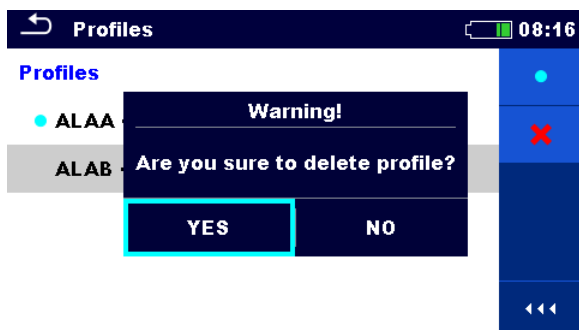 Profiles 08:16
Profiles
ALAA -
Warning!
ALAB -
Are you sure to delete profile?
YES NO